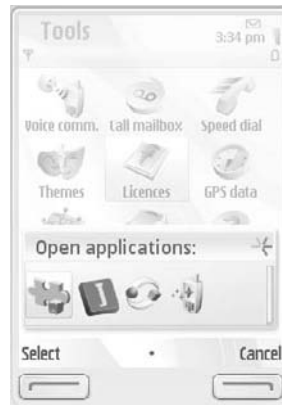 Tools
3:34 pm
Voice comm. Call mailbox Speed dial
Themes Licences GPS data
Open applications:
J
Select Cancel